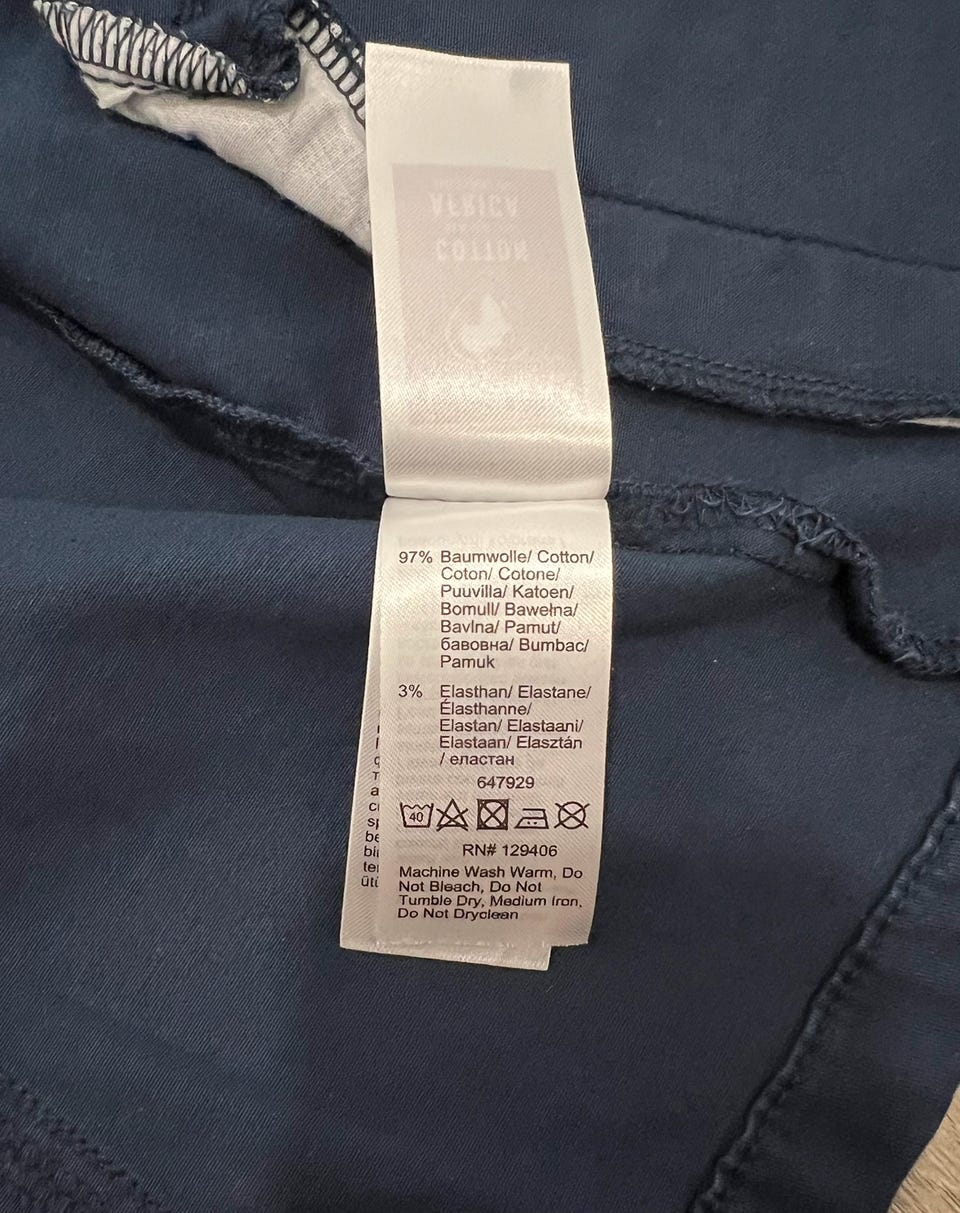 COTTON
AFRICA
97% Baumwolle/ Cotton/
Coton/ Cotone/
Puuvilla/ Katoen/
Bomull/ Bawełna/
Bavlna/ Pamut/
бавовна/ Bumbac/
Pamuk
3% Elasthan/ Elastane/
Élasthanne/
Elastan/ Elastaani/
Elastaan/ Elasztán
/ еластан
647929
40
RN# 129406
Machine Wash Warm, Do
Not Bleach, Do Not
Tumble Dry, Medium Iron,
Do Not Dryclean